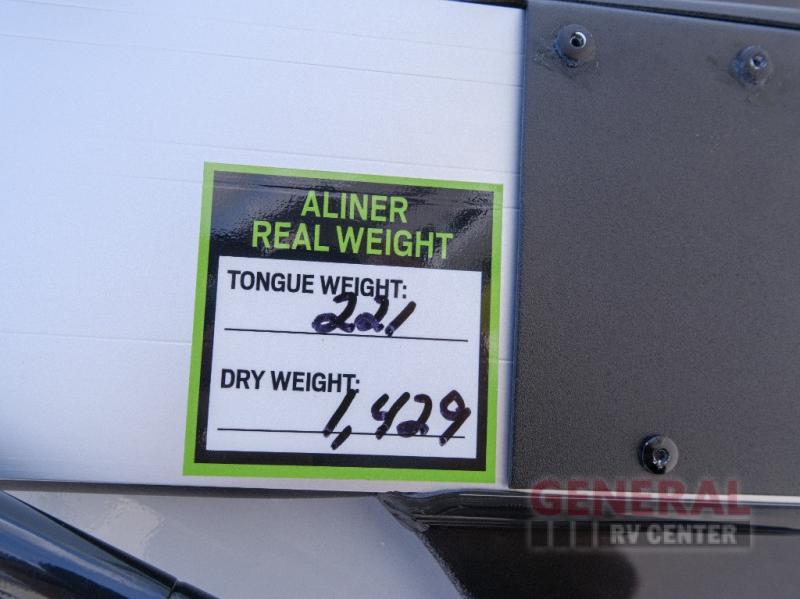 ALINER
REAL WEIGHT
TONGUE WEIGHT:
221
DRY WEIGHT:
1,429
GENERAL
RV CENTER